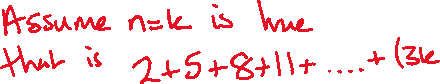 Assume n=k is true
that is 2+5+8+11+....+(3k